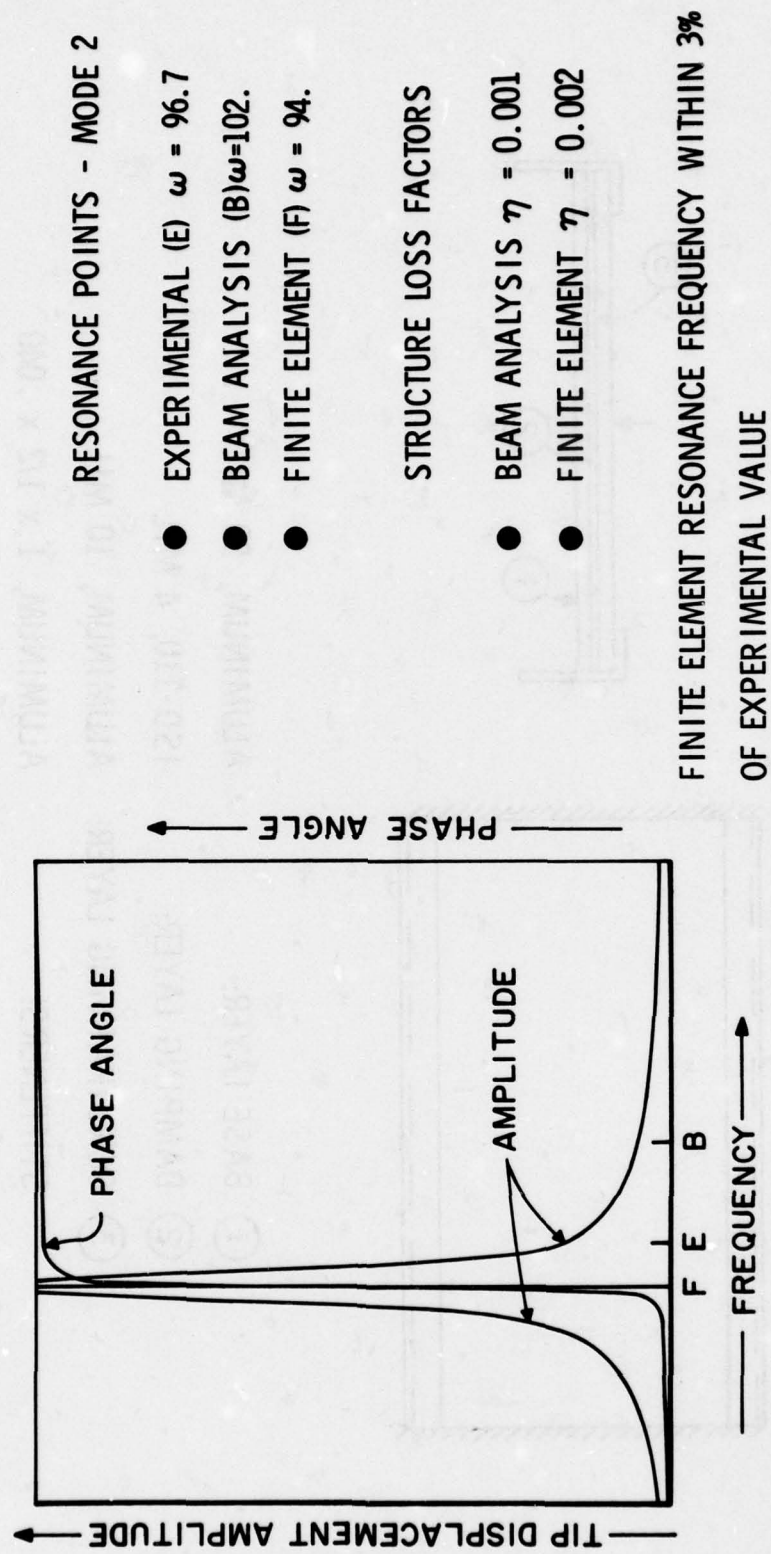 TIP DISPLACEMENT AMPLITUDE
PHASE ANGLE
AMPLITUDE
F E B
FREQUENCY
PHASE ANGLE
RESONANCE POINTS - MODE 2
● EXPERIMENTAL (E) ω = 96.7
● BEAM ANALYSIS (B)ω=102.
● FINITE ELEMENT (F) ω = 94.
STRUCTURE LOSS FACTORS
● BEAM ANALYSIS η = 0.001
● FINITE ELEMENT η = 0.002
FINITE ELEMENT RESONANCE FREQUENCY WITHIN 3%
OF EXPERIMENTAL VALUE